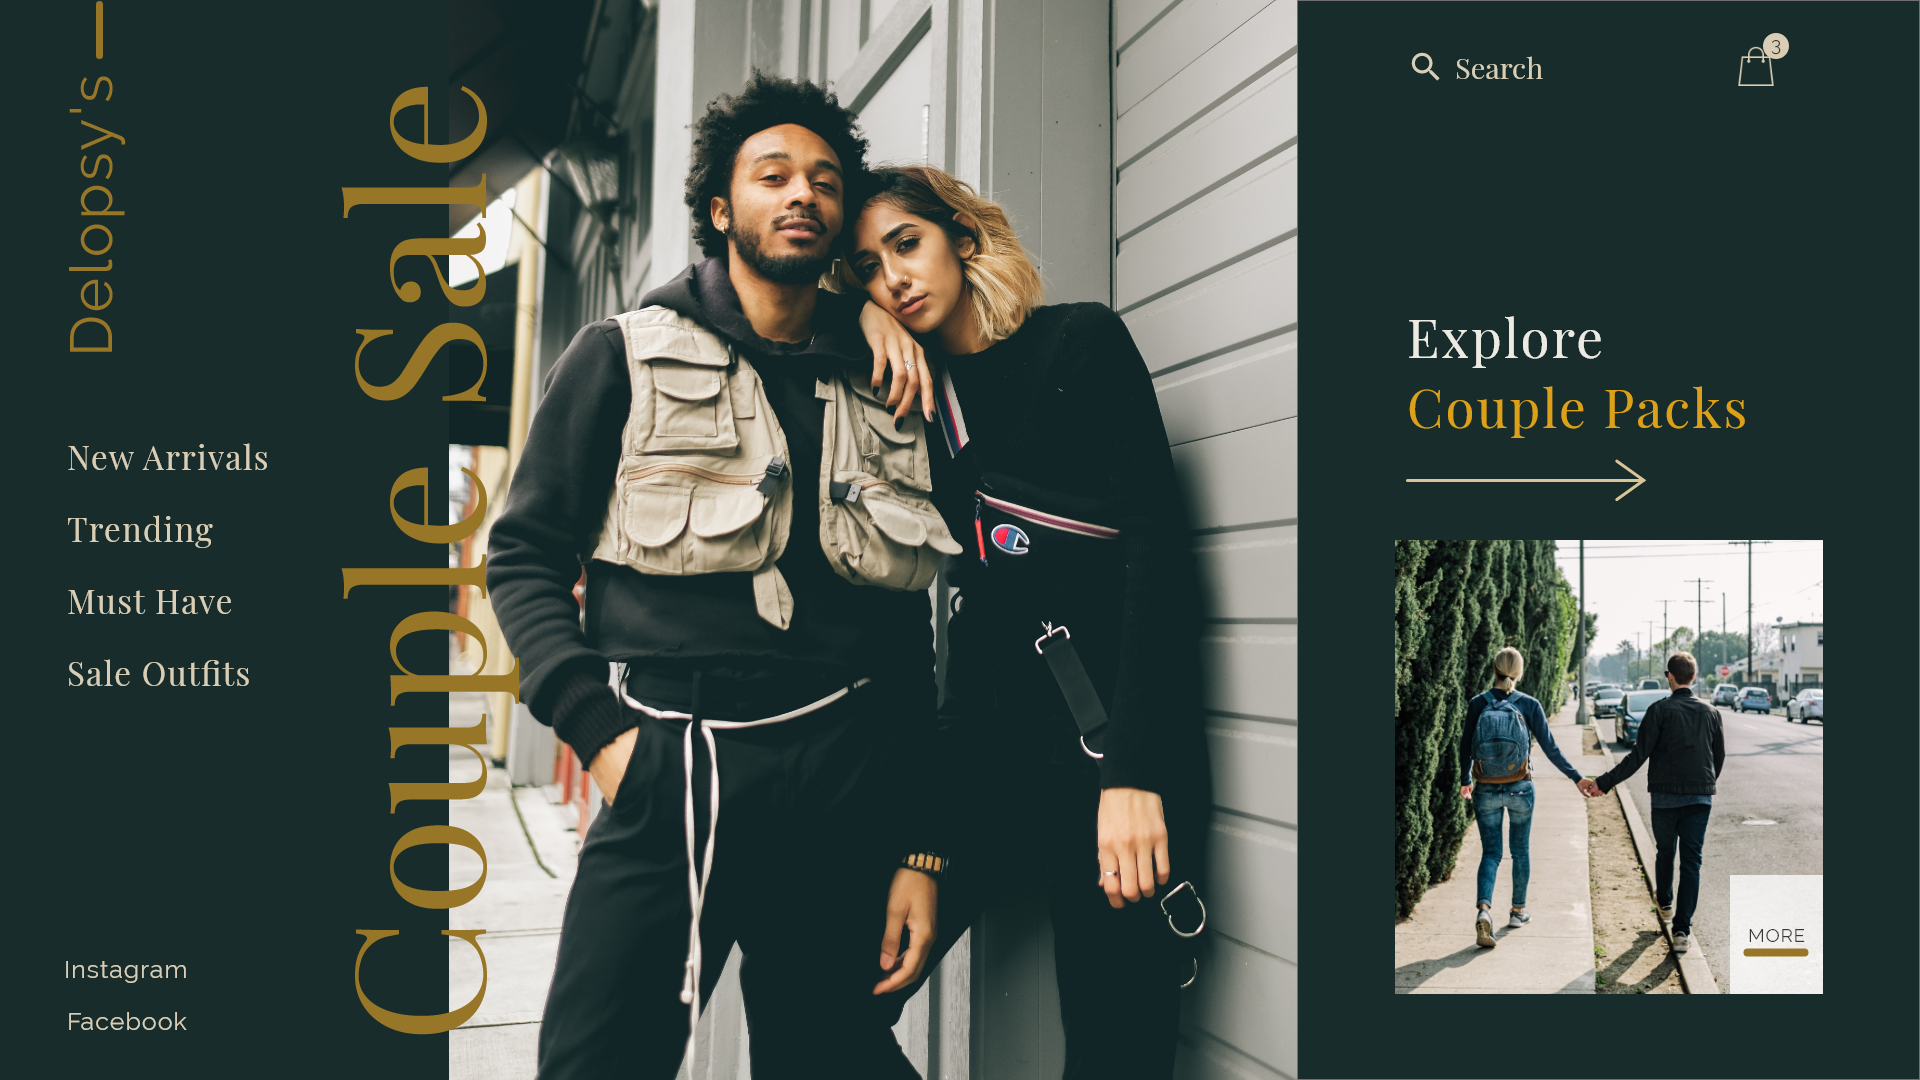 Delopsy's
New Arrivals
Trending
Must Have
Sale Outfits
Instagram
Facebook
Couple Sale
Search
3
Explore
Couple Packs
MORE